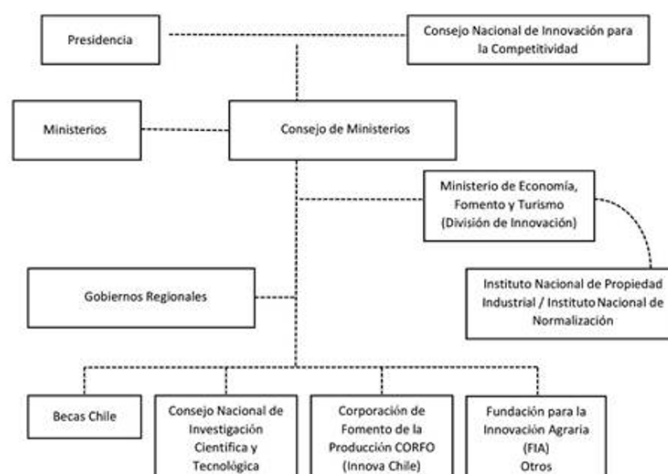 Presidencia
Consejo Nacional de Innovación para
la Competitividad
Ministerios
Consejo de Ministerios
Ministerio de Economía,
Fomento y Turismo
(División de Innovación)
Gobiernos Regionales
Instituto Nacional de Propiedad
Industrial / Instituto Nacional de
Normalización
Becas Chile
Consejo Nacional de
Investigación
Científica y
Tecnológica
Corporación de
Fomento de la
Producción CORFO
(Innova Chile)
Fundación para la
Innovación Agraria
(FIA)
Otros